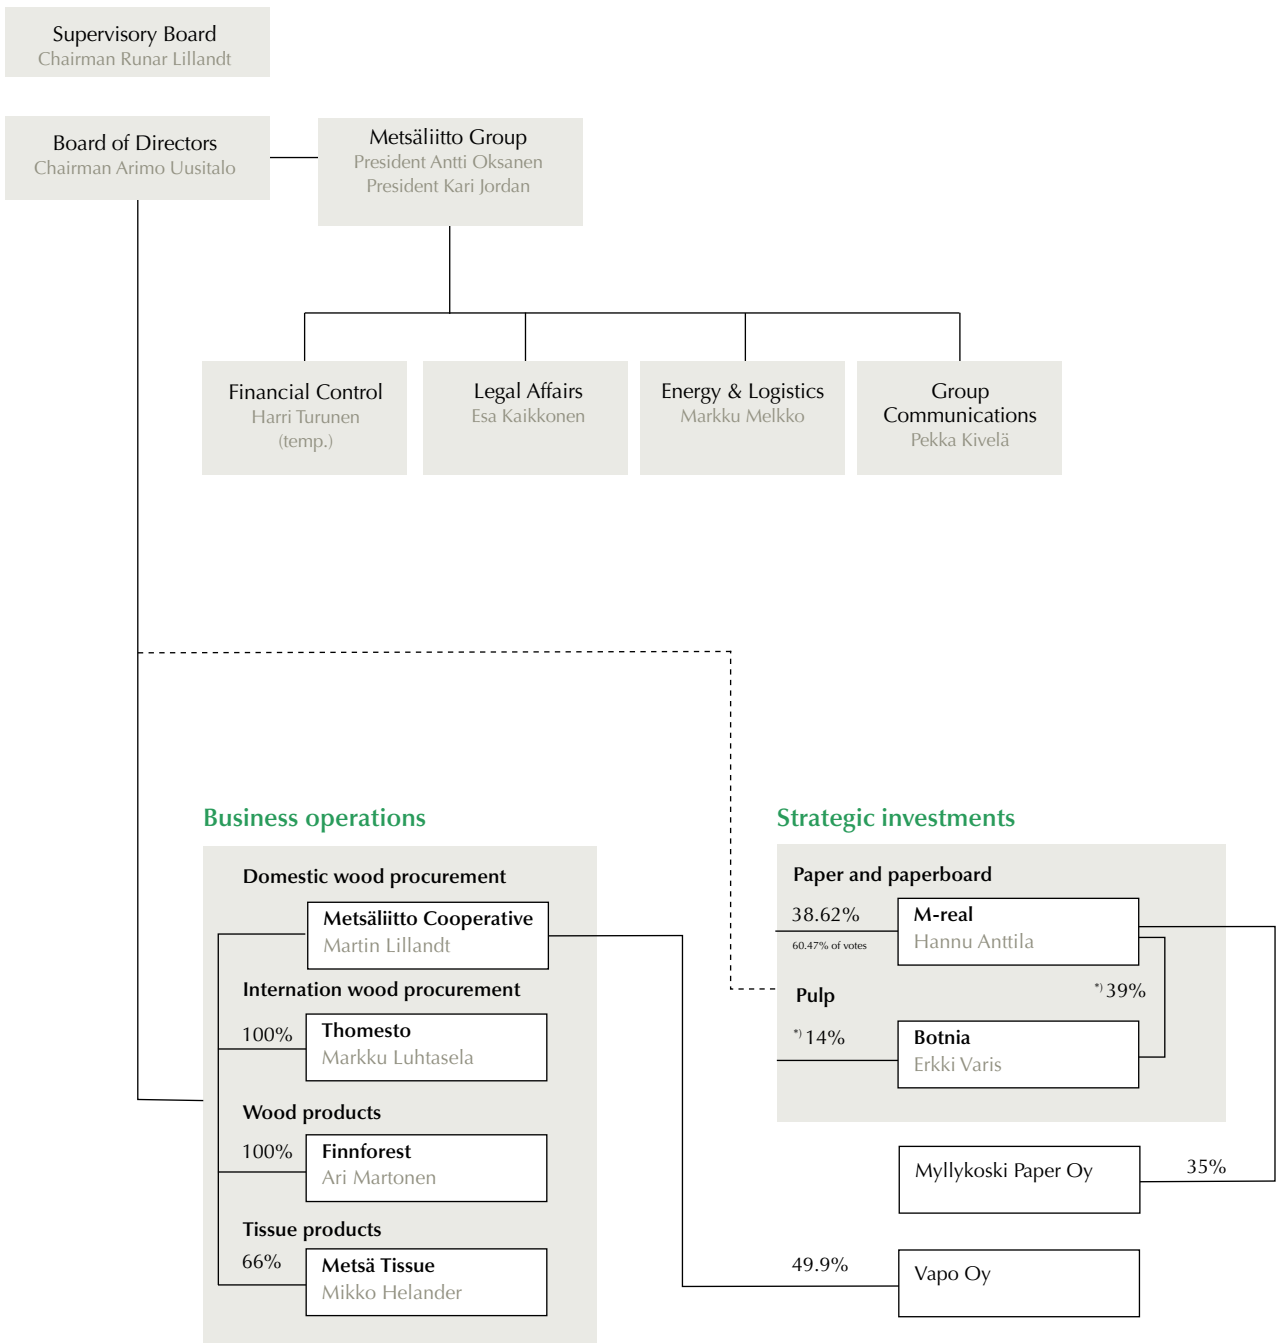 Supervisory Board
Chairman Runar Lillandt
Board of Directors
Chairman Arimo Uusitalo
Metsäliitto Group
President Antti Oksanen
President Kari Jordan
Financial Control
Harri Turunen
(temp.)
Legal Affairs
Esa Kaikkonen
Energy & Logistics
Markku Melkko
Group
Communications
Pekka Kivelä
Business operations
Domestic wood procurement
Metsäliitto Cooperative
Martin Lillandt
Internation wood procurement
100%
Thomesto
Markku Luhtasela
Wood products
100%
Finnforest
Ari Martonen
Tissue products
66%
Metsä Tissue
Mikko Helander
Strategic investments
Paper and paperboard
38.62%
60.47% of votes
M-real
Hannu Anttila
Pulp
*) 39%
*) 14%
Botnia
Erkki Varis
Myllykoski Paper Oy
35%
49.9%
Vapo Oy